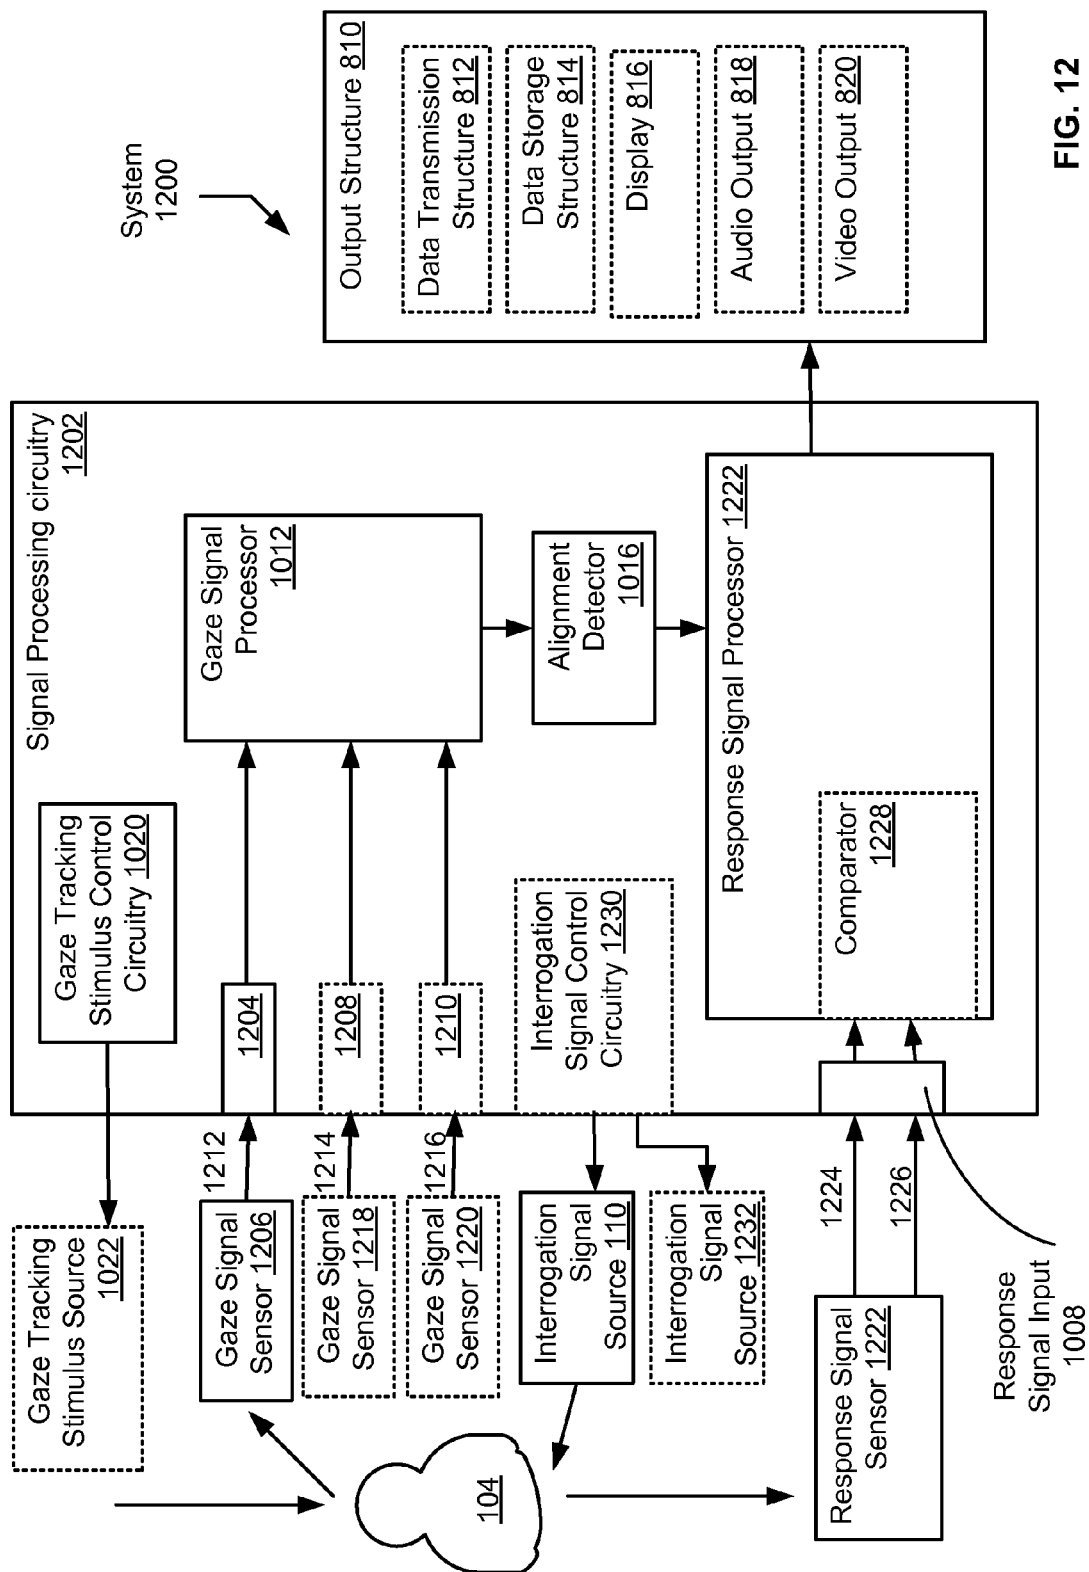 System
1200
Signal Processing circuitry
1202
Output Structure 810
Data Transmission
Structure 812
Data Storage
Structure 814
Display 816
Audio Output 818
Video Output 820
Gaze Tracking
Stimulus Source
1022
Gaze Tracking
Stimulus Control
Circuitry 1020
Gaze Signal
Sensor 1206
1212
1204
Gaze Signal
Processor
1012
Gaze Signal
Sensor 1218
1214
1208
Gaze Signal
Sensor 1220
1216
1210
104
Alignment
Detector
1016
Interrogation
Signal
Source 110
Interrogation
Signal Control
Circuitry 1230
Interrogation
Signal
Source 1232
Response Signal Processor 1222
Comparator
1228
Response Signal
Sensor 1222
1224
1226
Response
Signal Input
1008
FIG. 12